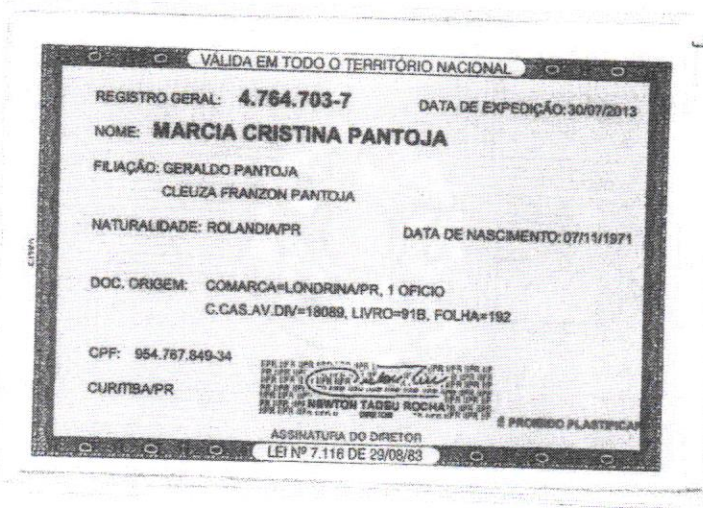 VÁLIDA EM TODO O TERRITÓRIO NACIONAL
REGISTRO GERAL: 4.764.703-7 DATA DE EXPEDIÇÃO: 30/07/2013
NOME: MARCIA CRISTINA PANTOJA
FILIAÇÃO: GERALDO PANTOJA
CLEUZA FRANZON PANTOJA
NATURALIDADE: ROLANDIA/PR DATA DE NASCIMENTO: 07/11/1971
DOC. ORIGEM: COMARCA=LONDRINA/PR, 1 OFICIO
C.CAS.AV.DIV=18089, LIVRO=91B, FOLHA=192
CPF: 954.767.849-34
CURITIBA/PR
NEWTON TADEU ROCHA
DIRETOR
É PROIBIDO PLASTIFICAR
ASSINATURA DO DIRETOR
LEI Nº 7.116 DE 29/08/83